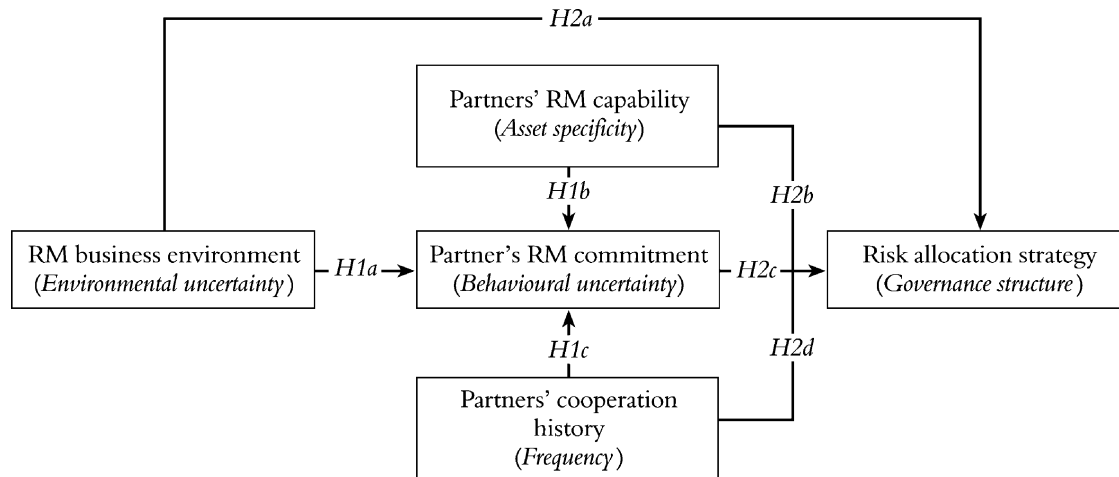 H2a
Partners’ RM capability
(Asset specificity)
H1b
H2b
RM business environment
(Environmental uncertainty)
H1a
Partner’s RM commitment
(Behavioural uncertainty)
H2c
Risk allocation strategy
(Governance structure)
H1c
H2d
Partners’ cooperation
history
(Frequency)